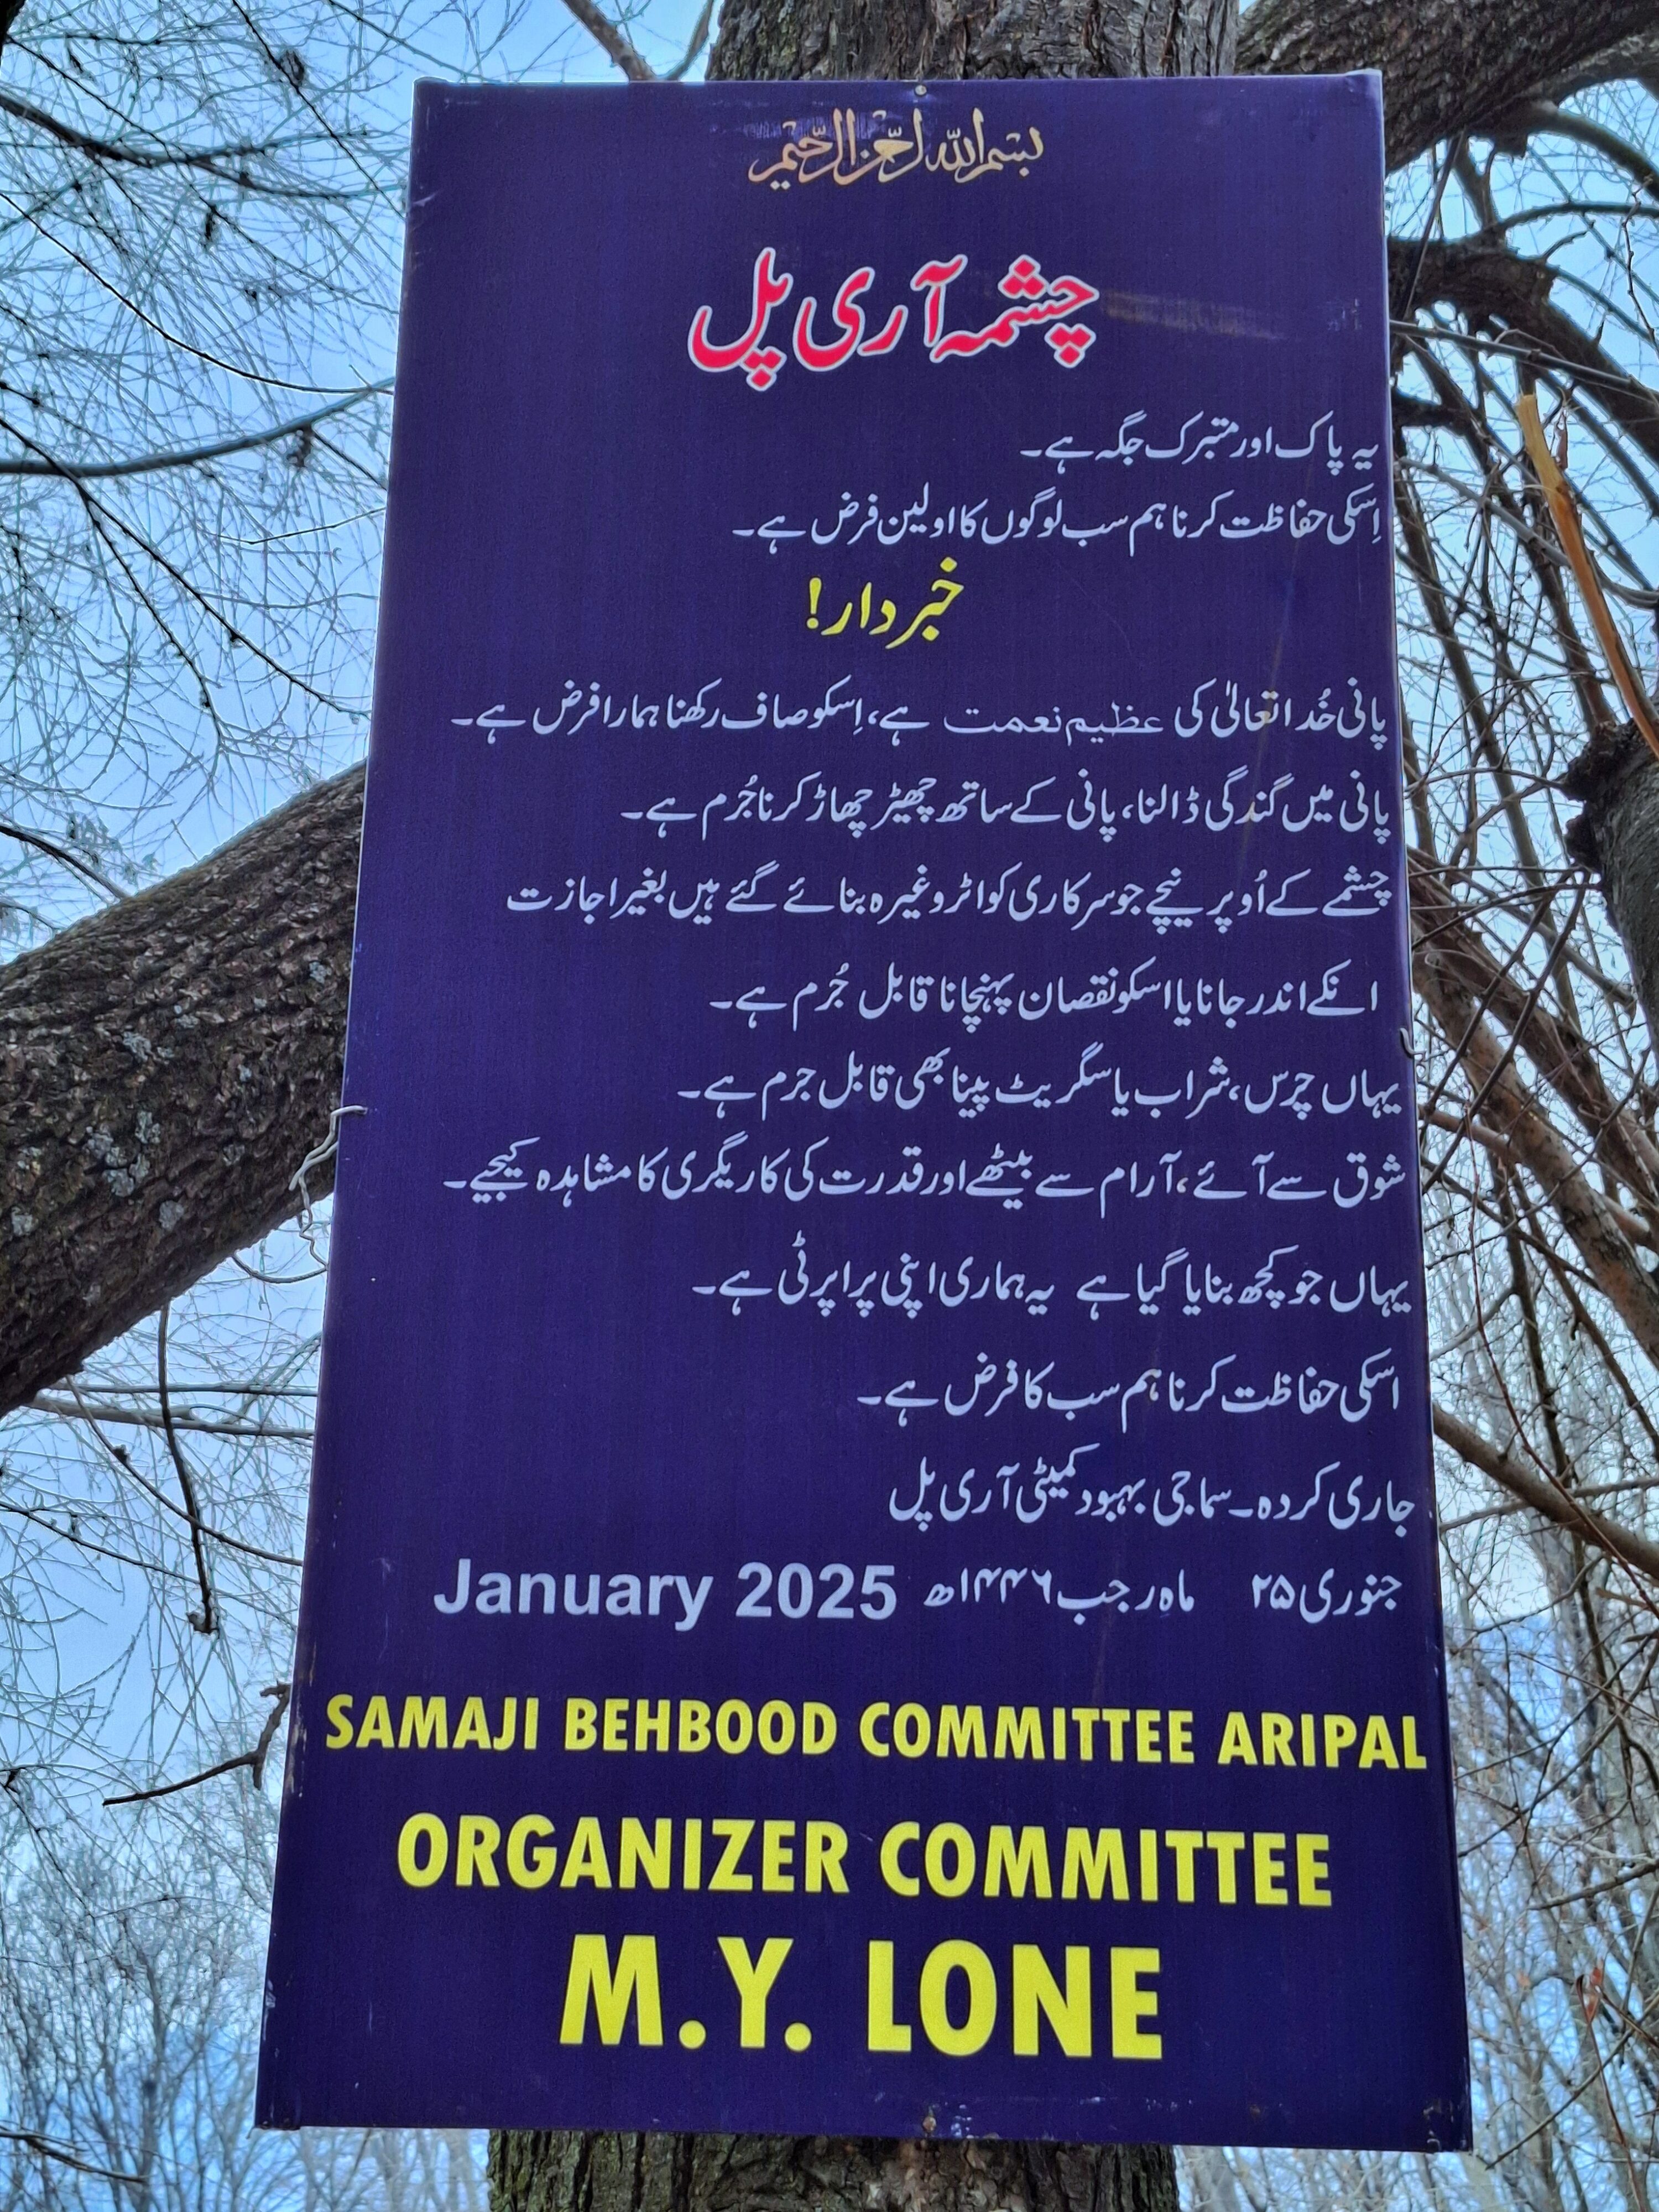 بسم اللہ الرحمن الرحیم
چشمہ آری پل
یہ پاک اور متبرک جگہ ہے۔
اِسکی حفاظت کرنا ہم سب لوگوں کا اولین فرض ہے۔
خبردار!
پانی خُدا تعالیٰ کی عظیم نعمت ہے، اِسکو صاف رکھنا ہمارا فرض ہے۔
پانی میں گندگی ڈالنا، پانی کے ساتھ چھیڑ چھاڑ کرنا جُرم ہے۔
چشمے کے اُوپر نیچے جو سرکاری کواٹر وغیرہ بنائے گئے ہیں بغیر اجازت
انکے اندر جانا یا اسکو نقصان پہنچانا قابل جُرم ہے۔
یہاں چرس، شراب یا سگریٹ پینا بھی قابل جرم ہے۔
شوق سے آئے، آرام سے بیٹھے اور قدرت کی کاریگری کا مشاہدہ کیجیے۔
یہاں جو کچھ بنایا گیا ہے یہ ہماری اپنی پراپرٹی ہے۔
اسکی حفاظت کرنا ہم سب کا فرض ہے۔
جاری کردہ۔ سماجی بہبود کمیٹی آری پل
جنوری ۲۵ ماہ رجب ۱۴۴۶ھ January 2025
SAMAJI BEHBOOD COMMITTEE ARIPAL
ORGANIZER COMMITTEE
M.Y. LONE